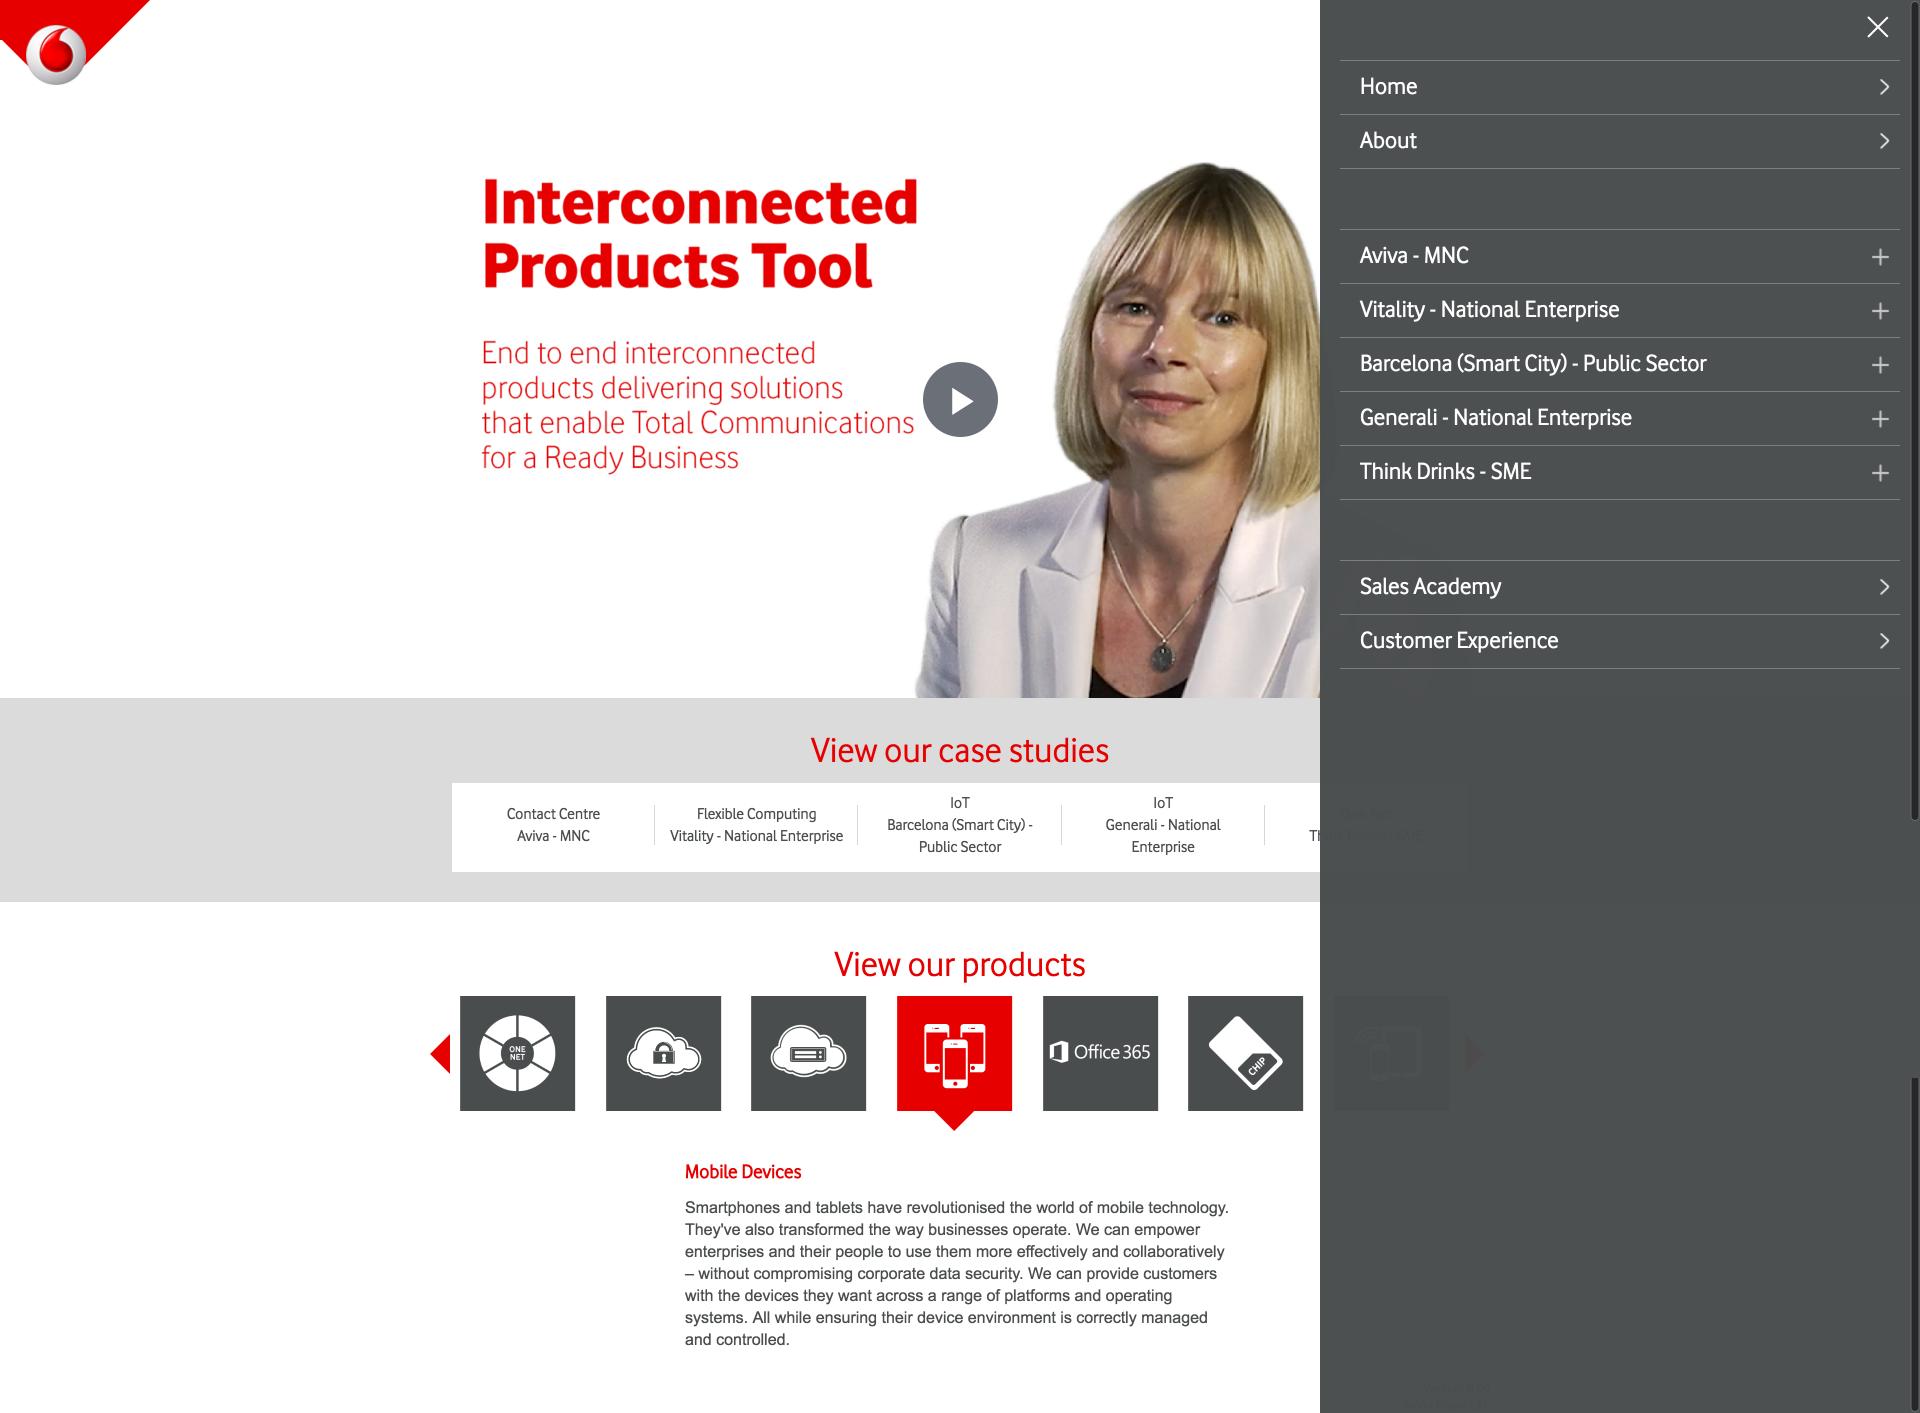 Home
About
Interconnected
Products Tool
Aviva - MNC
Vitality - National Enterprise
End to end interconnected
products delivering solutions
that enable Total Communications
for a Ready Business
Barcelona (Smart City) - Public Sector
Generali - National Enterprise
Think Drinks - SME
Sales Academy
Customer Experience
View our case studies
Contact Centre
Aviva - MNC
Flexible Computing
Vitality - National Enterprise
IoT
Barcelona (Smart City) -
Public Sector
IoT
Generali - National
Enterprise
View our products
ONE
NET
Office 365
CHIP
Mobile Devices
Smartphones and tablets have revolutionised the world of mobile technology.
They've also transformed the way businesses operate. We can empower
enterprises and their people to use them more effectively and collaboratively
– without compromising corporate data security. We can provide customers
with the devices they want across a range of platforms and operating
systems. All while ensuring their device environment is correctly managed
and controlled.